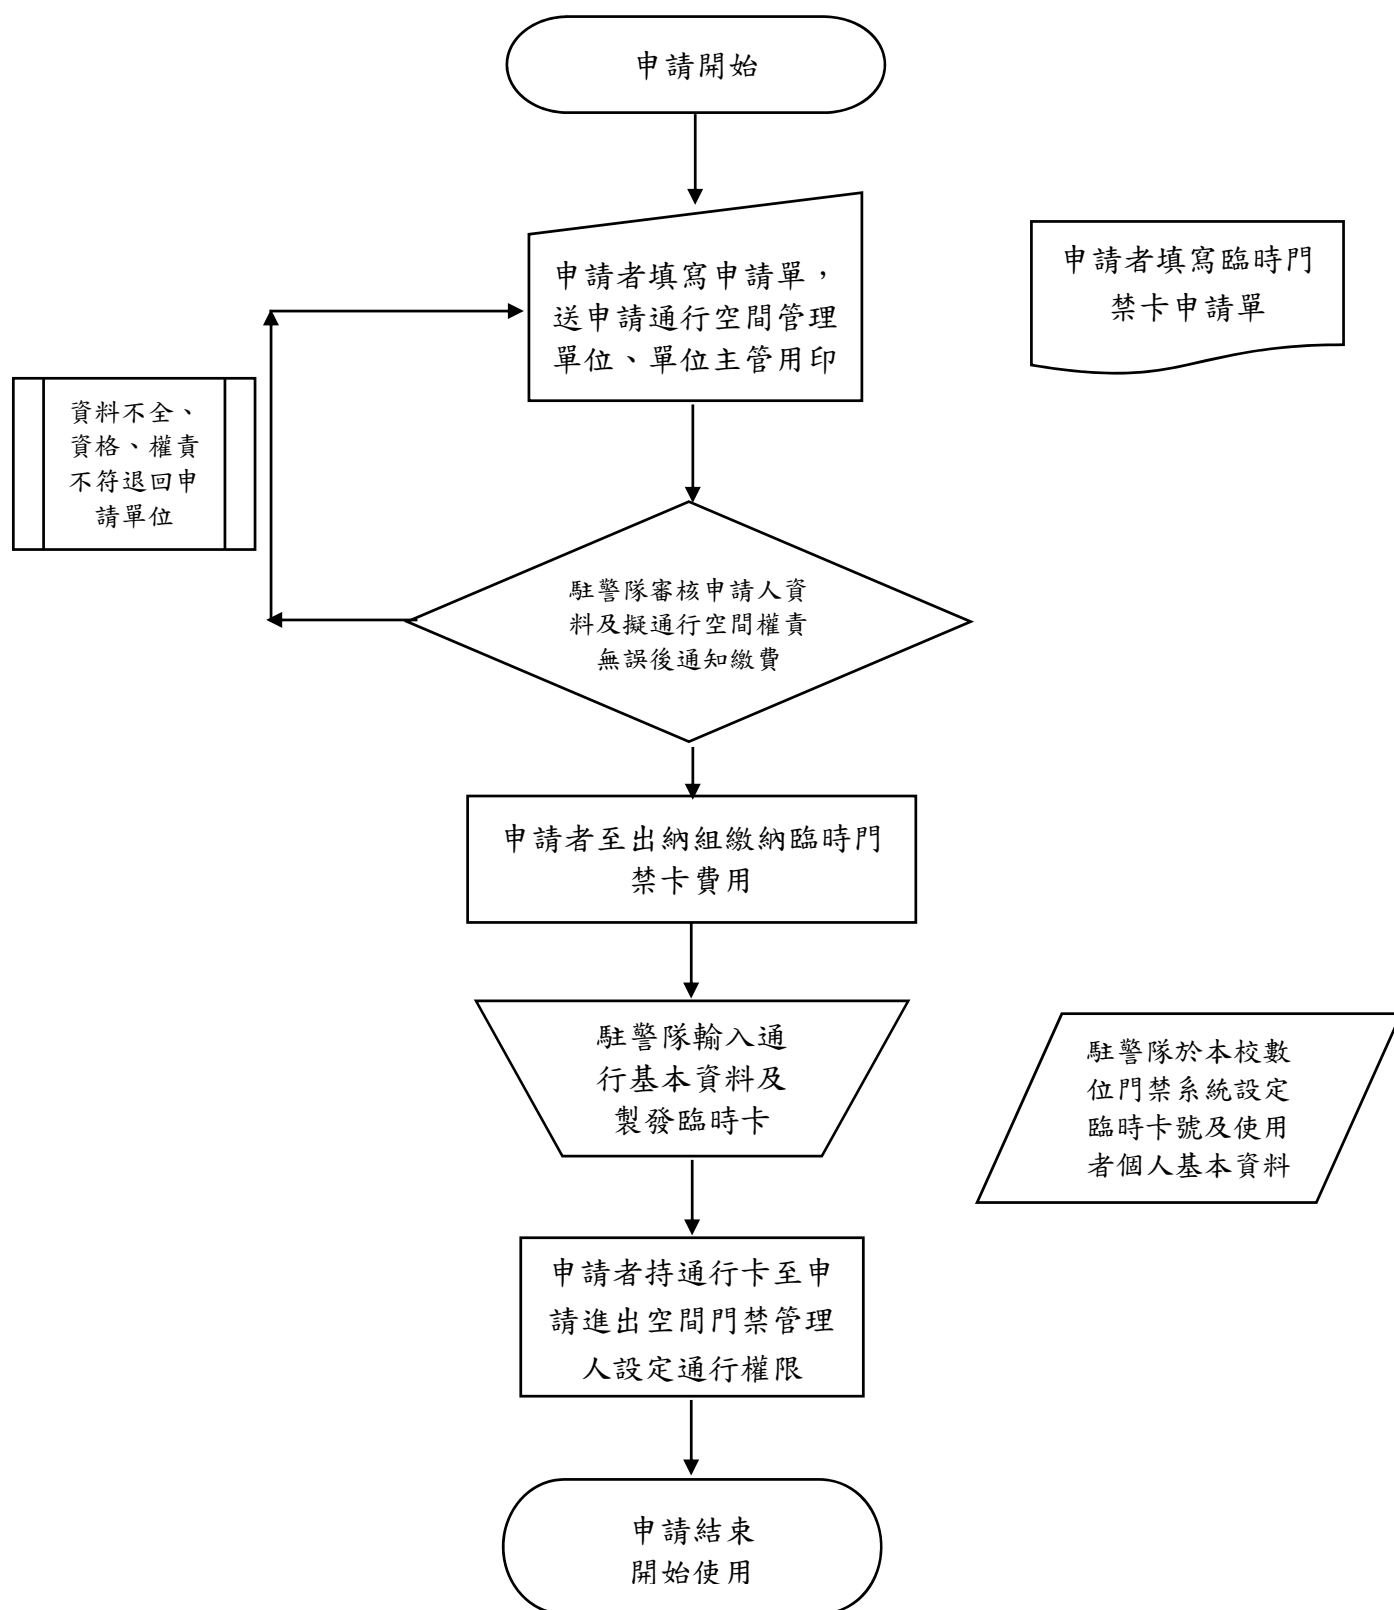 申請開始
申請者填寫申請單，
送申請通行空間管理
單位、單位主管用印
申請者填寫臨時門
禁卡申請單
資料不全、
資格、權責
不符退回申
請單位
駐警隊審核申請人資
料及擬通行空間權責
無誤後通知繳費
申請者至出納組繳納臨時門
禁卡費用
駐警隊輸入通
行基本資料及
製發臨時卡
駐警隊於本校數
位門禁系統設定
臨時卡號及使用
者個人基本資料
申請者持通行卡至申
請進出空間門禁管理
人設定通行權限
申請結束
開始使用